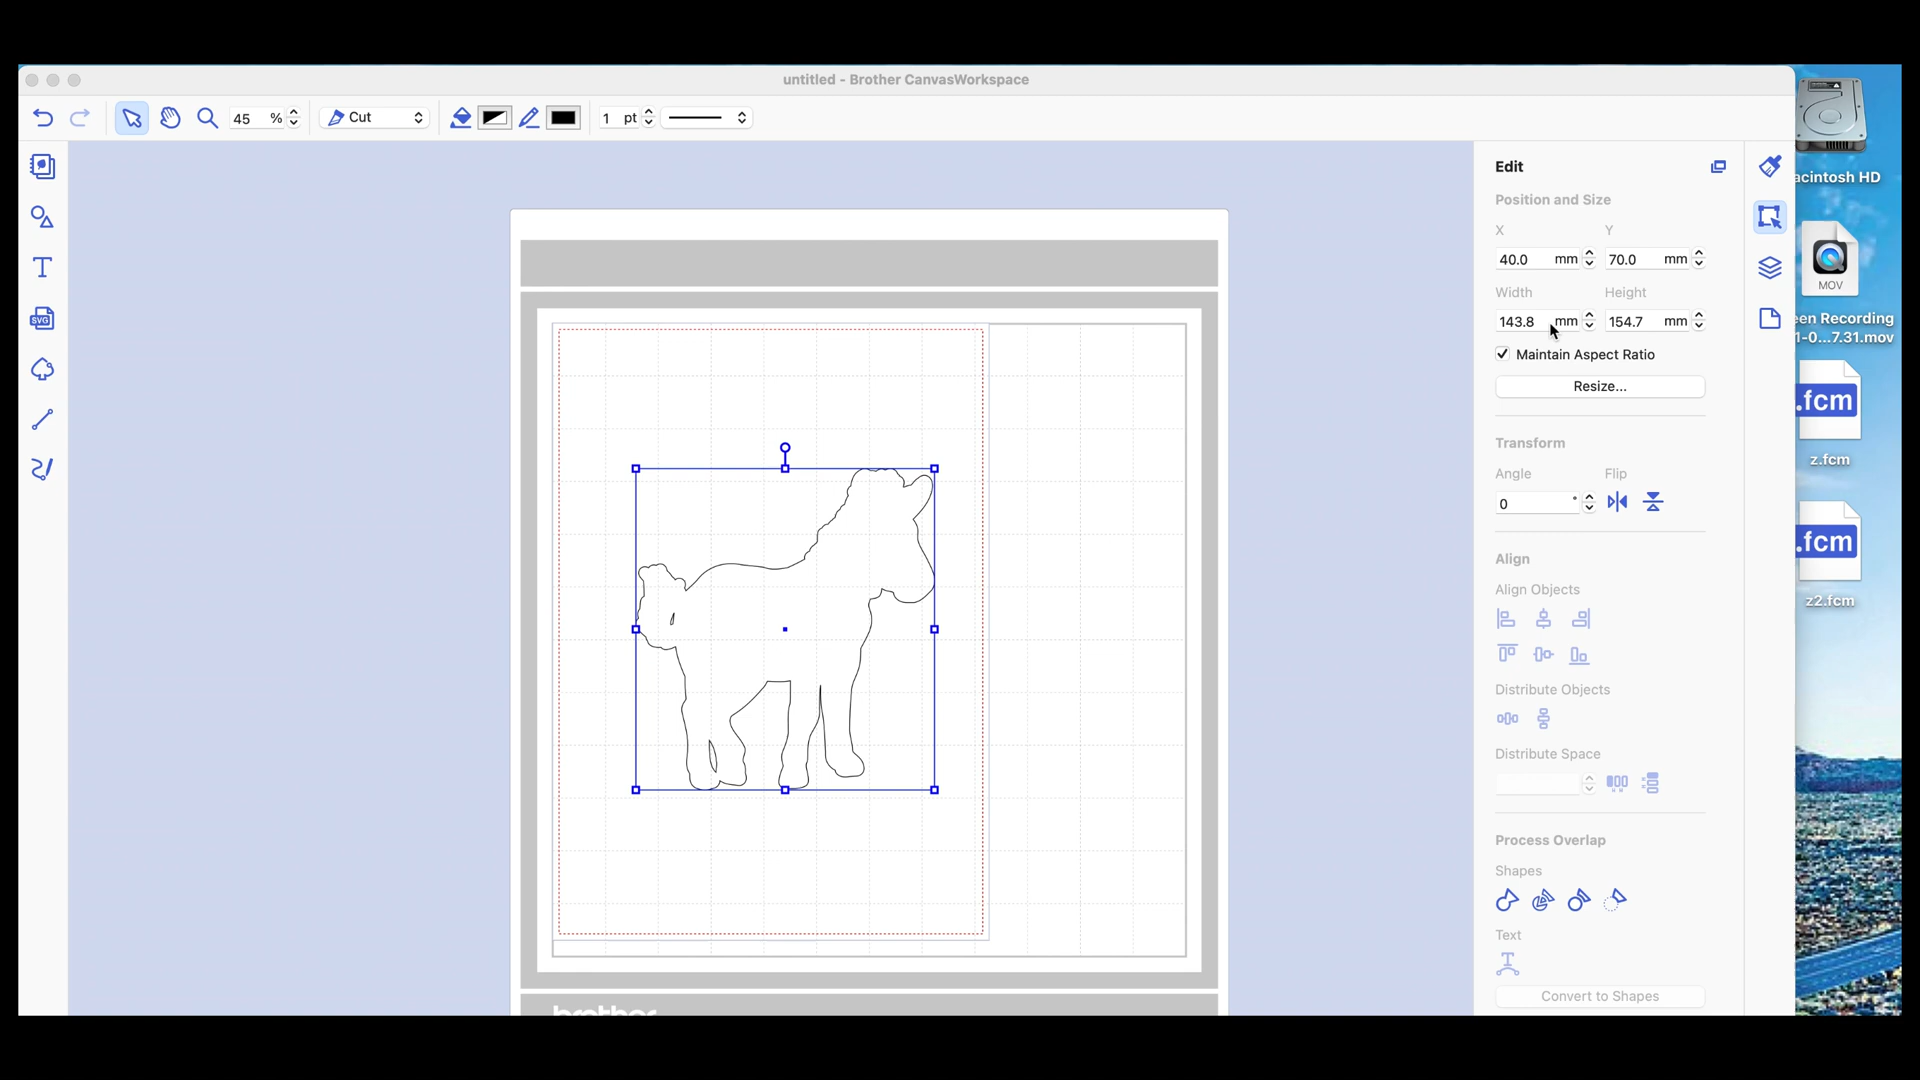 untitled - Brother CanvasWorkspace
45 %
Cut
1 pt
Edit
Position and Size
X
Y
40.0 mm
70.0 mm
Width
Height
143.8 mm
154.7 mm
Maintain Aspect Ratio
Resize...
Transform
Angle
Flip
0 °
Align
Align Objects
Distribute Objects
Distribute Space
Process Overlap
Shapes
Text
Convert to Shapes
SVG
brother
acintosh HD
MOV
een Recording
1-0...7.31.mov
.fcm
z.fcm
.fcm
z2.fcm